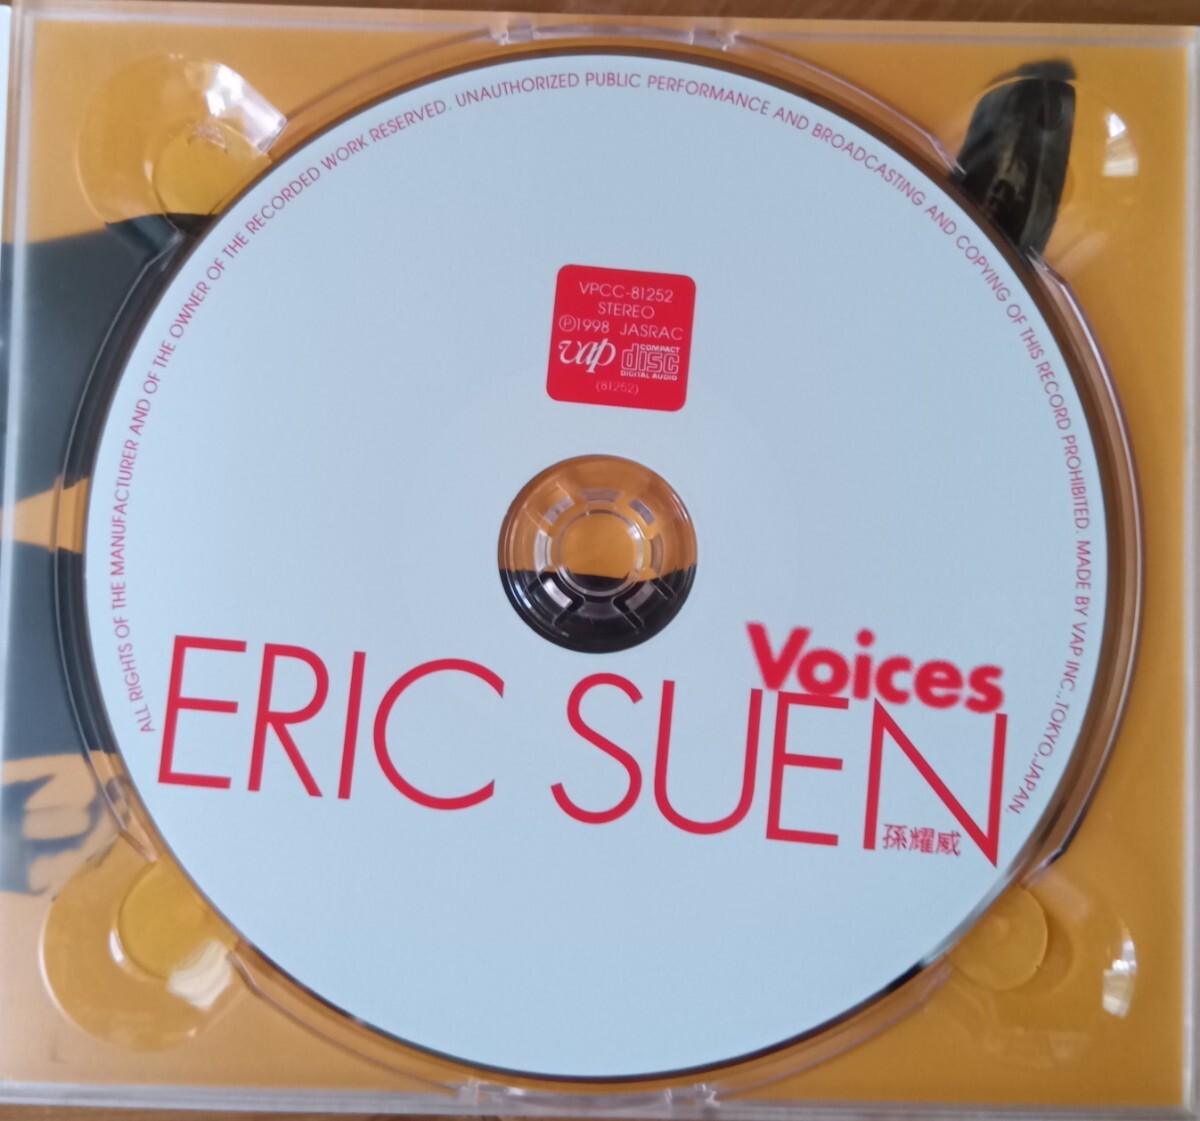 ALL RIGHTS OF THE MANUFACTURER AND OF THE OWNER OF THE RECORDED WORK RESERVED. UNAUTHORIZED PUBLIC PERFORMANCE AND BROADCASTING AND COPYING OF THIS RECORD PROHIBITED. MADE BY VAP INC.,TOKYO,JAPAN.
VPCC-81252
STEREO
Ⓟ1998 JASRAC
vap COMPACT disc DIGITAL AUDIO
(81252)
Voices
ERIC SUEN
孫耀威